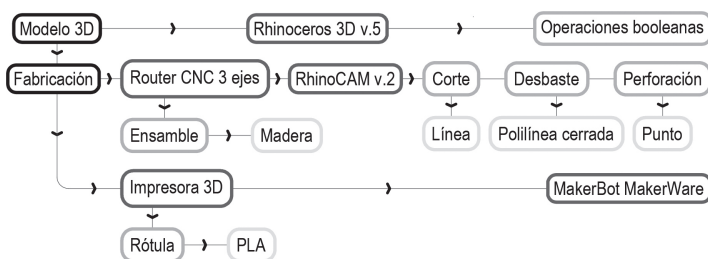 Modelo 3D
Rhinoceros 3D v.5
Operaciones booleanas
Fabricación
Router CNC 3 ejes
RhinoCAM v.2
Corte
Desbaste
Perforación
Ensamble
Madera
Línea
Polilínea cerrada
Punto
Impresora 3D
MakerBot MakerWare
Rótula
PLA